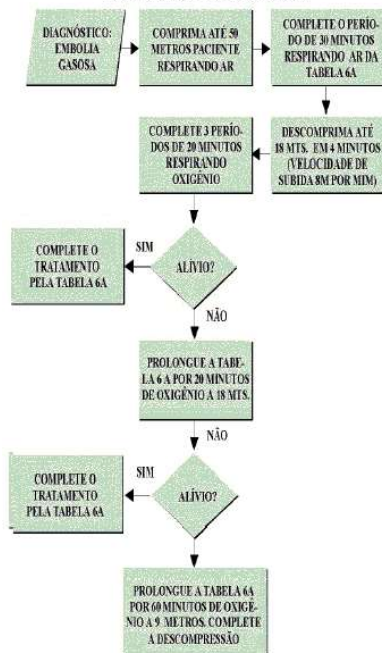 DIAGNÓSTICO:
EMBOLIA
GASOSA
COMPRIMA ATÉ 50
METROS PACIENTE
RESPIRANDO AR
COMPLETE O PERÍO-
DO DE 30 MINUTOS
RESPIRANDO AR DA
TABELA 6A
DESCOMPRIMA ATÉ
18 MTS. EM 4 MINUTOS
(VELOCIDADE DE
SUBIDA 8M POR MIM)
COMPLETE 3 PERÍO-
DOS DE 20 MINUTOS
RESPIRANDO
OXIGÉNIO
ALÍVIO?
SIM
COMPLETE O
TRATAMENTO
PELA TABELA 6A
NÃO
PROLONGUE A TABE-
LA 6 A POR 20 MINUTOS
DE OXIGÉNIO A 18 MTS.
NÃO
ALÍVIO?
SIM
COMPLETE O
TRATAMENTO
PELA TABELA 6A
PROLONGUE A TABELA 6A
POR 60 MINUTOS DE OXIGÉ-
NIO A 9 METROS. COMPLETE
A DESCOMPRESSÃO